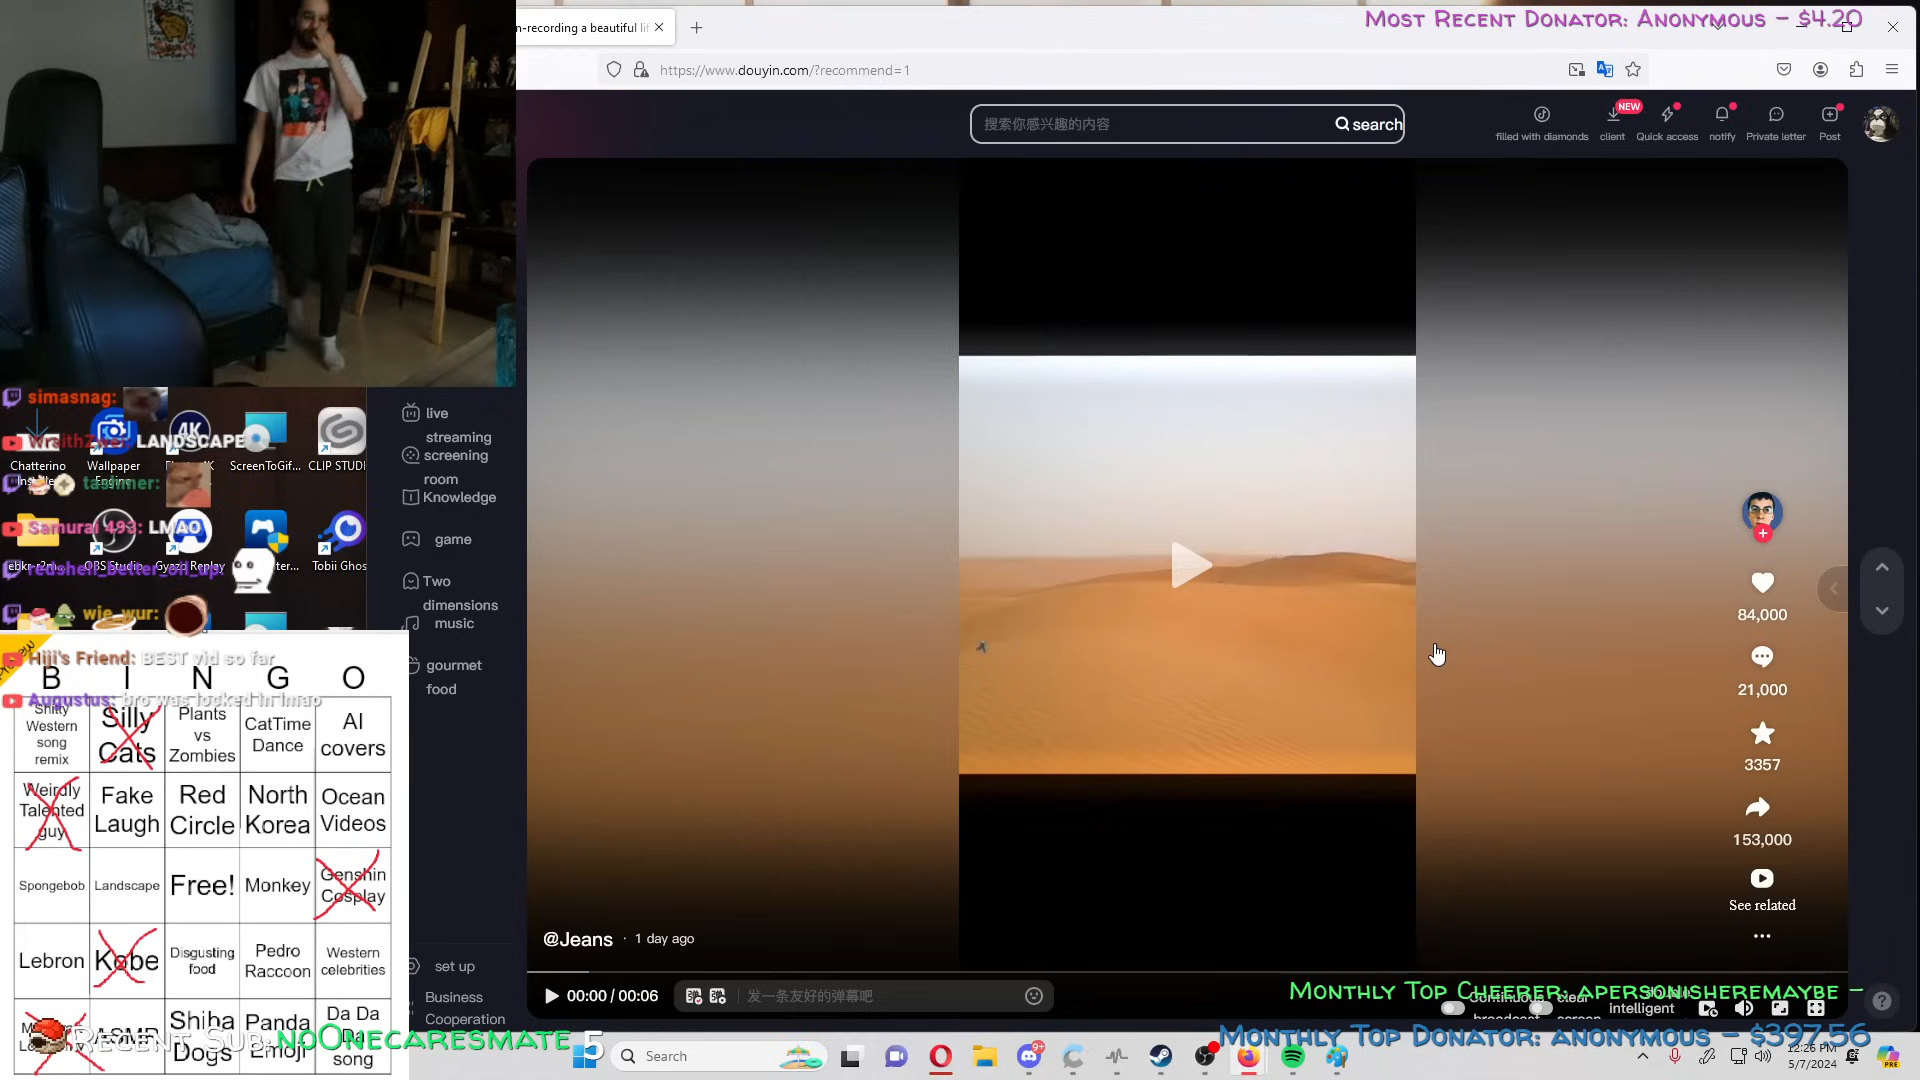 n-recording a beautiful li
Most Recent Donator: Anonymous - $4.20
https://www.douyin.com/?recommend=1
搜索你感兴趣的内容
search
NEW
filled with diamonds
client
Quick access
notify
Private letter
Post
simasnag:
LANDSCAPE
Chatterino
Wallpaper
4K
ScreenToGif...
CLIP STUDI
tasnner:
Samurai 493: LMAO
OBS Studio
Gyazo Replay
Tobii Ghos
redshell_better_on_up:
wie_wur:
Hiji's Friend: BEST vid so far
Augustus: bro was locked in lmao
live
streaming
screening
room
Knowledge
game
Two
dimensions
music
gourmet
food
set up
Business
Cooperation
B I N G O
Shitty Western song remix
Silly Cats
Plants vs Zombies
CatTime Dance
AI covers
Weirdly Talented guy
Fake Laugh
Red Circle
North Korea
Ocean Videos
Spongebob
Landscape
Free!
Monkey
Genshin Cosplay
Lebron
Kobe
Disgusting food
Pedro Raccoon
Western celebrities
ASMR
Shiba Dogs
Panda Emoji
Da Da Da song
Recent Sub: noOnecaresmate 5
84,000
21,000
3357
153,000
See related
@Jeans · 1 day ago
00:00 / 00:06
发一条友好的弹幕吧
Monthly Top Cheerer: apersonisheremaybe -
Continuous
clear
intelligent
Monthly Top Donator: anonymous - $397.56
Search
9+
12:26 PM
5/7/2024